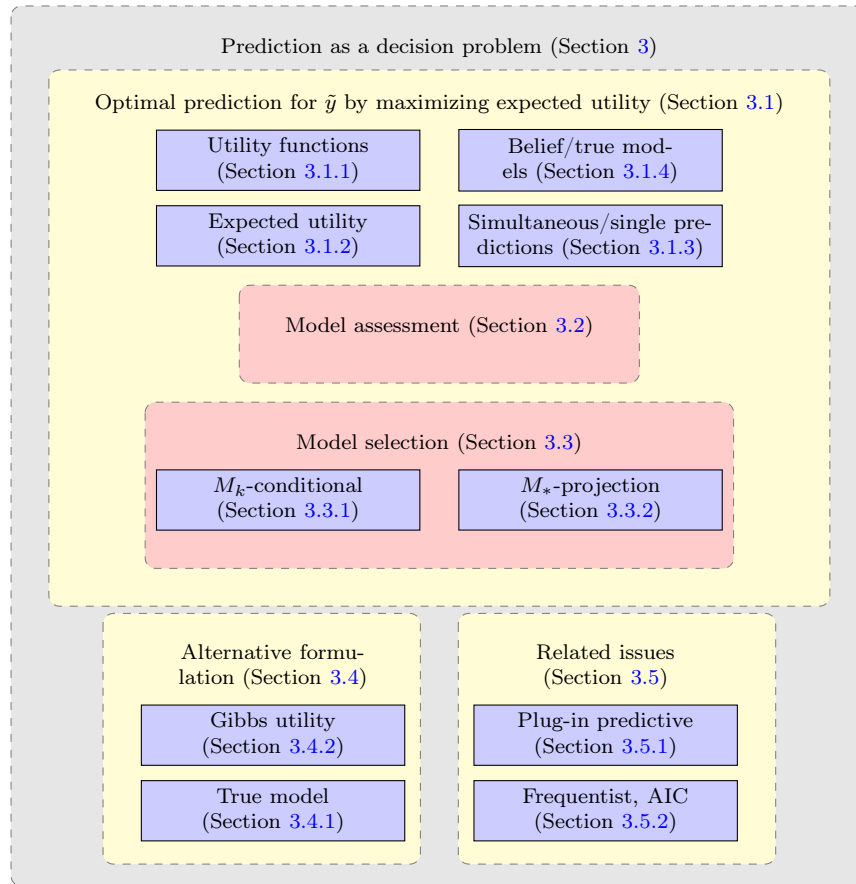 Prediction as a decision problem (Section 3)
Optimal prediction for ỹ by maximizing expected utility (Section 3.1)
Utility functions
(Section 3.1.1)
Belief/true mod-
els (Section 3.1.4)
Expected utility
(Section 3.1.2)
Simultaneous/single pre-
dictions (Section 3.1.3)
Model assessment (Section 3.2)
Model selection (Section 3.3)
M_k-conditional
(Section 3.3.1)
M_*-projection
(Section 3.3.2)
Alternative formu-
lation (Section 3.4)
Gibbs utility
(Section 3.4.2)
True model
(Section 3.4.1)
Related issues
(Section 3.5)
Plug-in predictive
(Section 3.5.1)
Frequentist, AIC
(Section 3.5.2)